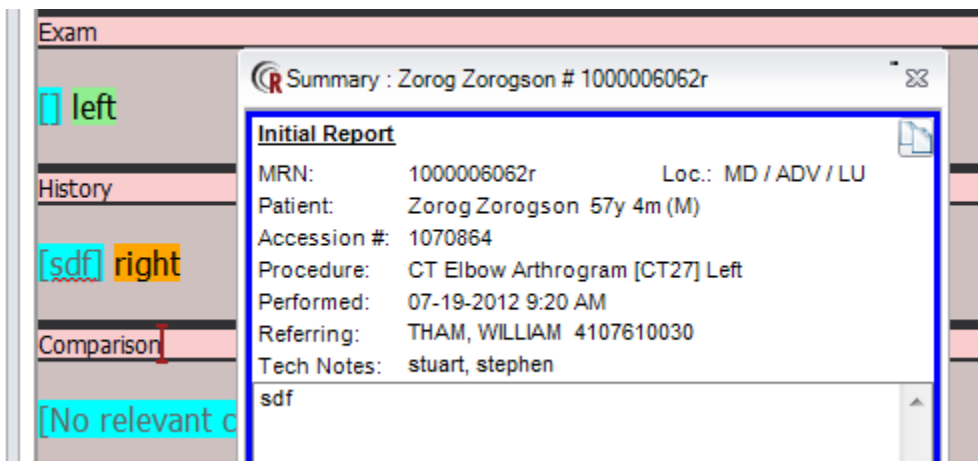 Exam
[] left
History
[sdf] right
Comparison
[No relevant c
Summary : Zorog Zorogson # 1000006062r
Initial Report
MRN: 1000006062r Loc.: MD / ADV / LU
Patient: Zorog Zorogson 57y 4m (M)
Accession #: 1070864
Procedure: CT Elbow Arthrogram [CT27] Left
Performed: 07-19-2012 9:20 AM
Referring: THAM, WILLIAM 4107610030
Tech Notes: stuart, stephen
sdf